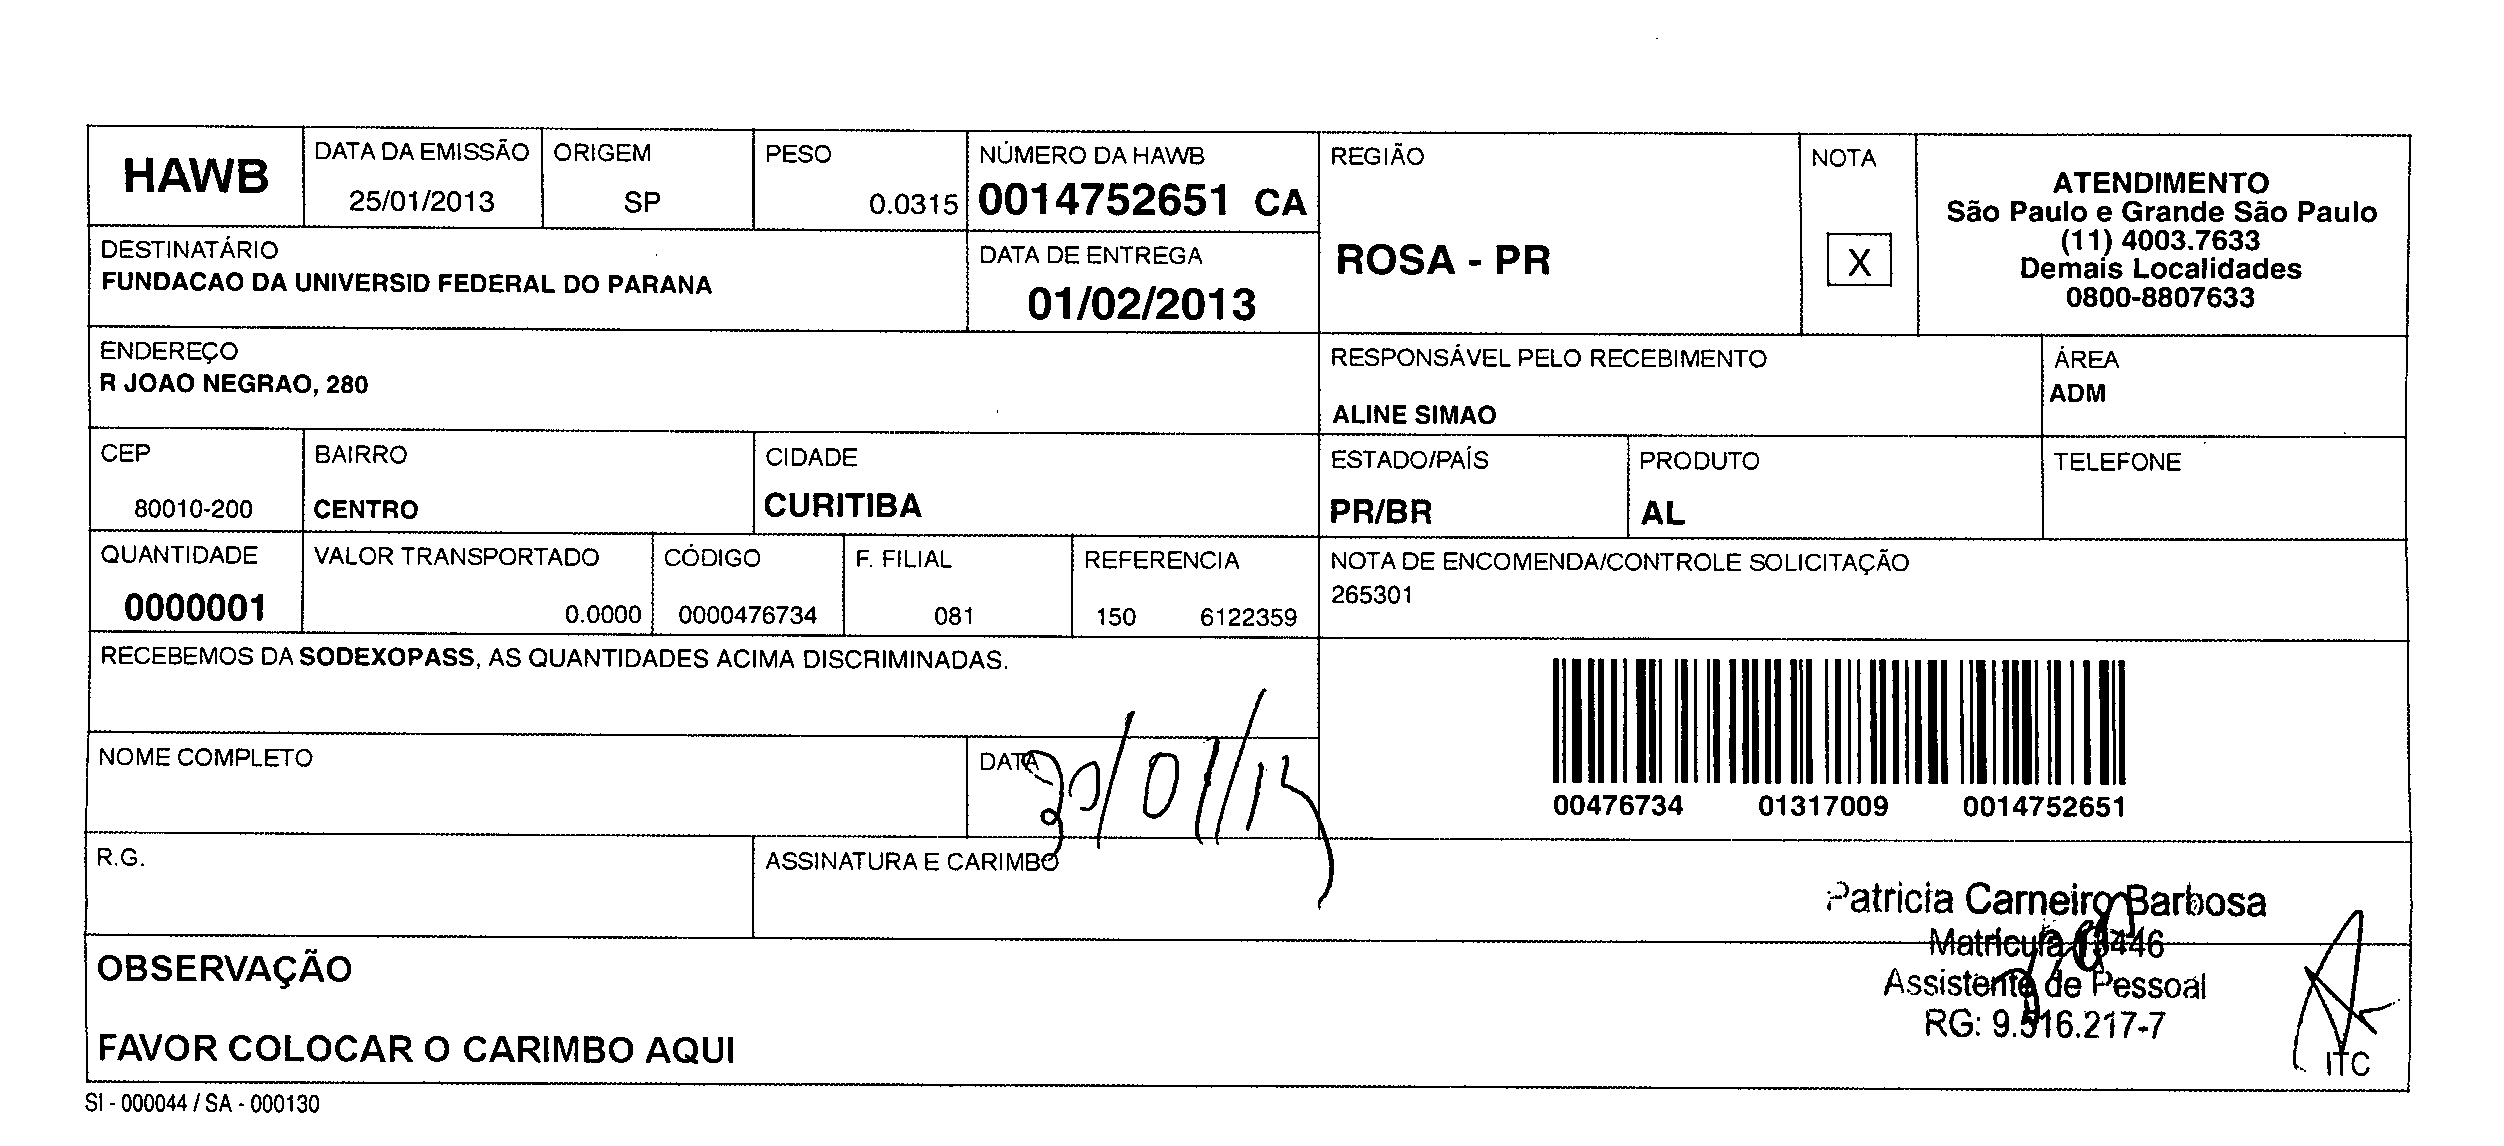 HAWB
DATA DA EMISSÃO
25/01/2013
ORIGEM
SP
PESO
0.0315
NÚMERO DA HAWB
0014752651 CA
REGIÃO
ROSA - PR
NOTA
X
ATENDIMENTO
São Paulo e Grande São Paulo
(11) 4003.7633
Demais Localidades
0800-8807633
DESTINATÁRIO
FUNDACAO DA UNIVERSID FEDERAL DO PARANA
DATA DE ENTREGA
01/02/2013
ENDEREÇO
R JOAO NEGRAO, 280
RESPONSÁVEL PELO RECEBIMENTO
ALINE SIMAO
ÁREA
ADM
CEP
80010-200
BAIRRO
CENTRO
CIDADE
CURITIBA
ESTADO/PAÍS
PR/BR
PRODUTO
AL
TELEFONE
QUANTIDADE
0000001
VALOR TRANSPORTADO
0.0000
CÓDIGO
0000476734
F. FILIAL
081
REFERENCIA
150 6122359
NOTA DE ENCOMENDA/CONTROLE SOLICITAÇÃO
265301
RECEBEMOS DA SODEXOPASS, AS QUANTIDADES ACIMA DISCRIMINADAS.
00476734 01317009 0014752651
NOME COMPLETO
DATA
R.G.
ASSINATURA E CARIMBO
Patricia Carneiro Barbosa
Matrícula
Assistente de Pessoal
RG: 9.516.217-7
ITC
OBSERVAÇÃO
FAVOR COLOCAR O CARIMBO AQUI
SI - 000044 / SA - 000130